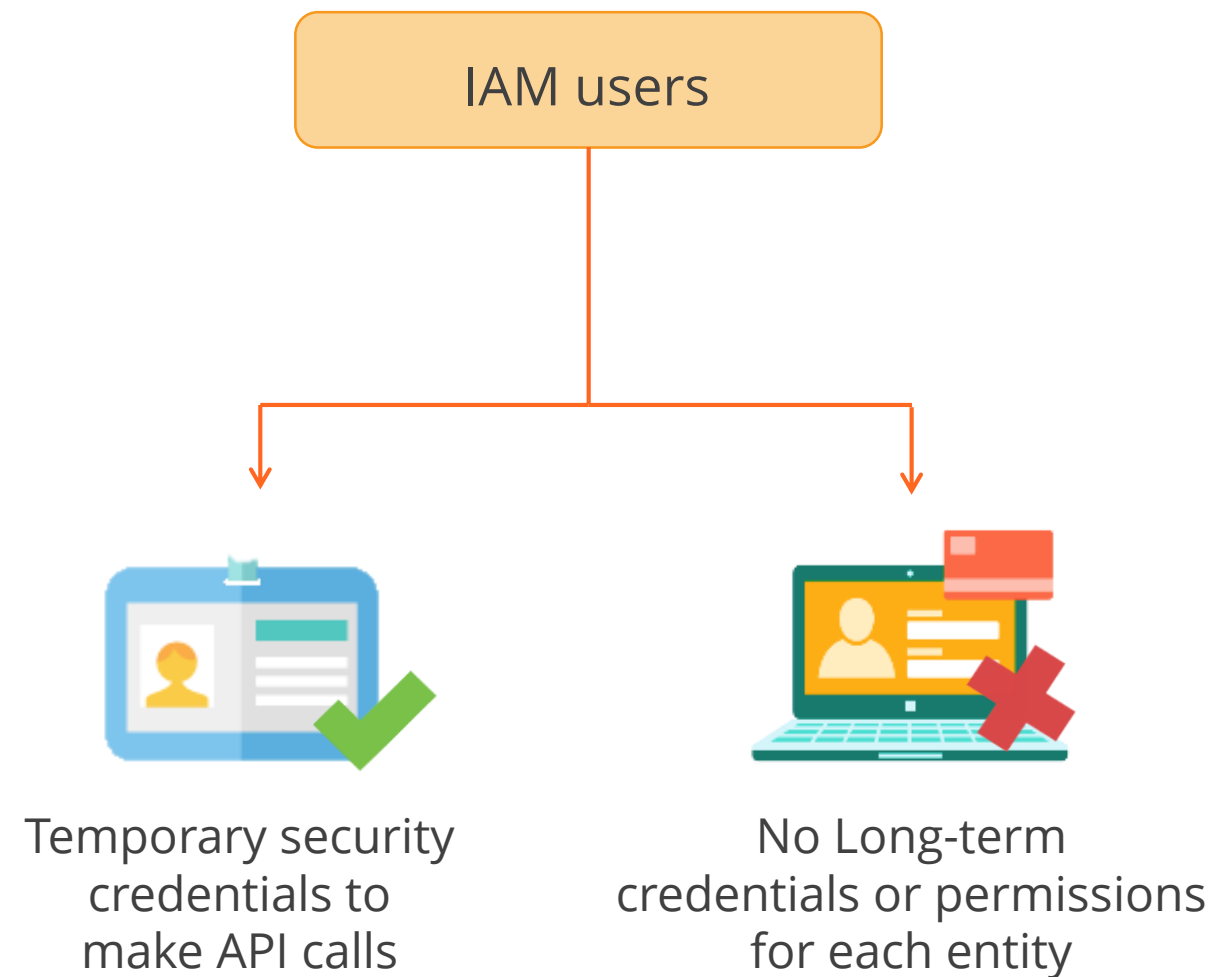 IAM users
Temporary security
credentials to
make API calls
No Long-term
credentials or permissions
for each entity